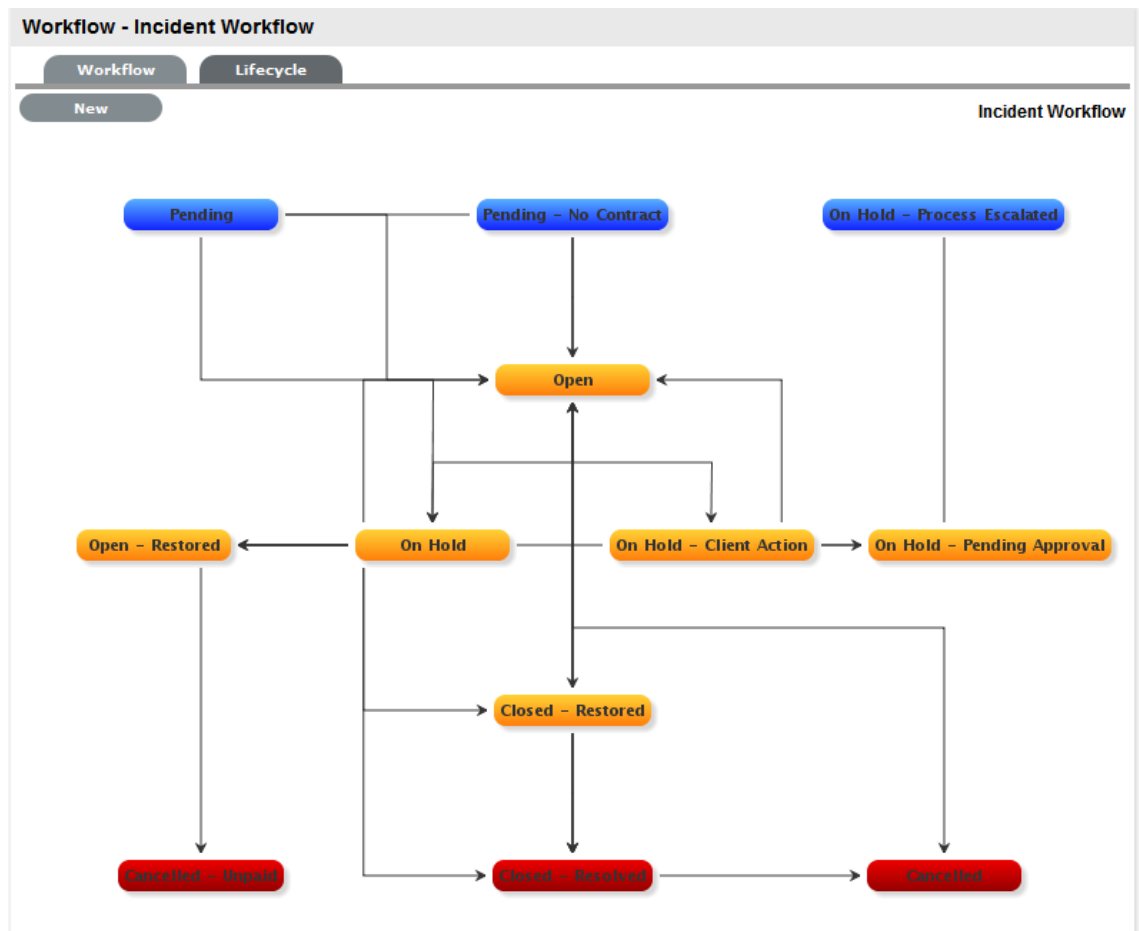 Workflow - Incident Workflow
Workflow
Lifecycle
New
Incident Workflow
Pending
Pending - No Contract
On Hold - Process Escalated
Open
Open - Restored
On Hold
On Hold - Client Action
On Hold - Pending Approval
Closed - Restored
Cancelled - Unpaid
Closed - Resolved
Cancelled